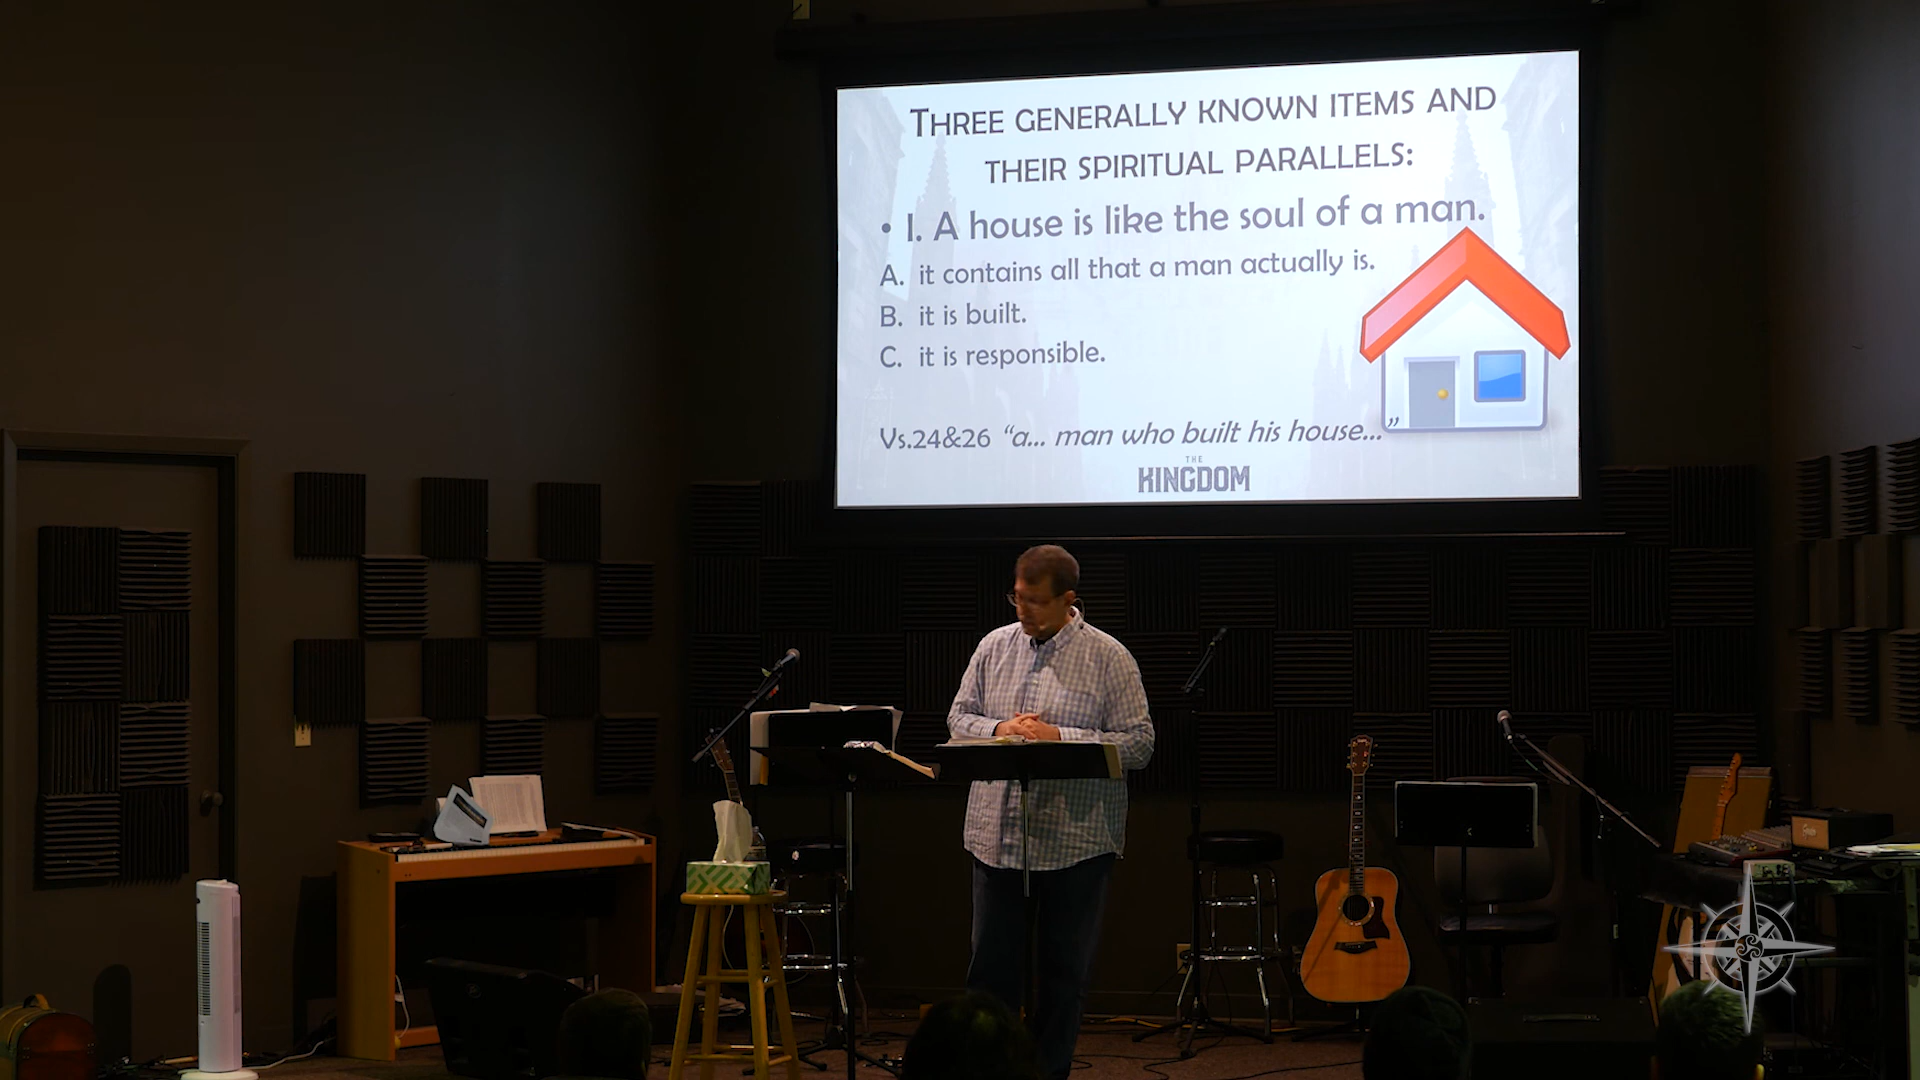 THREE GENERALLY KNOWN ITEMS AND
THEIR SPIRITUAL PARALLELS:
• I. A house is like the soul of a man.
A. it contains all that a man actually is.
B. it is built.
C. it is responsible.
Vs.24&26 “a... man who built his house...”
THE
KINGDOM